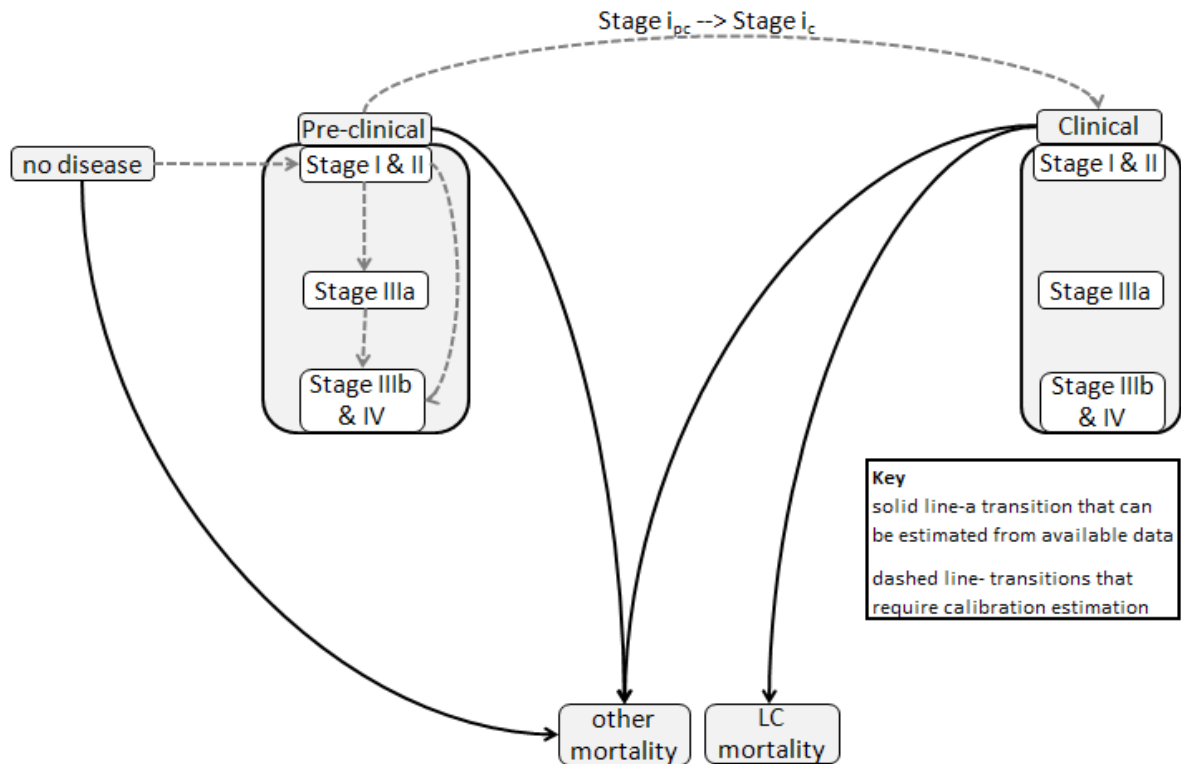 Stage i_pc --> Stage i_c
Pre-clinical
Clinical
no disease
Stage I & II
Stage I & II
Stage IIIa
Stage IIIa
Stage IIIb
& IV
Stage IIIb
& IV
Key
solid line-a transition that can
be estimated from available data
dashed line- transitions that
require calibration estimation
other
mortality
LC
mortality